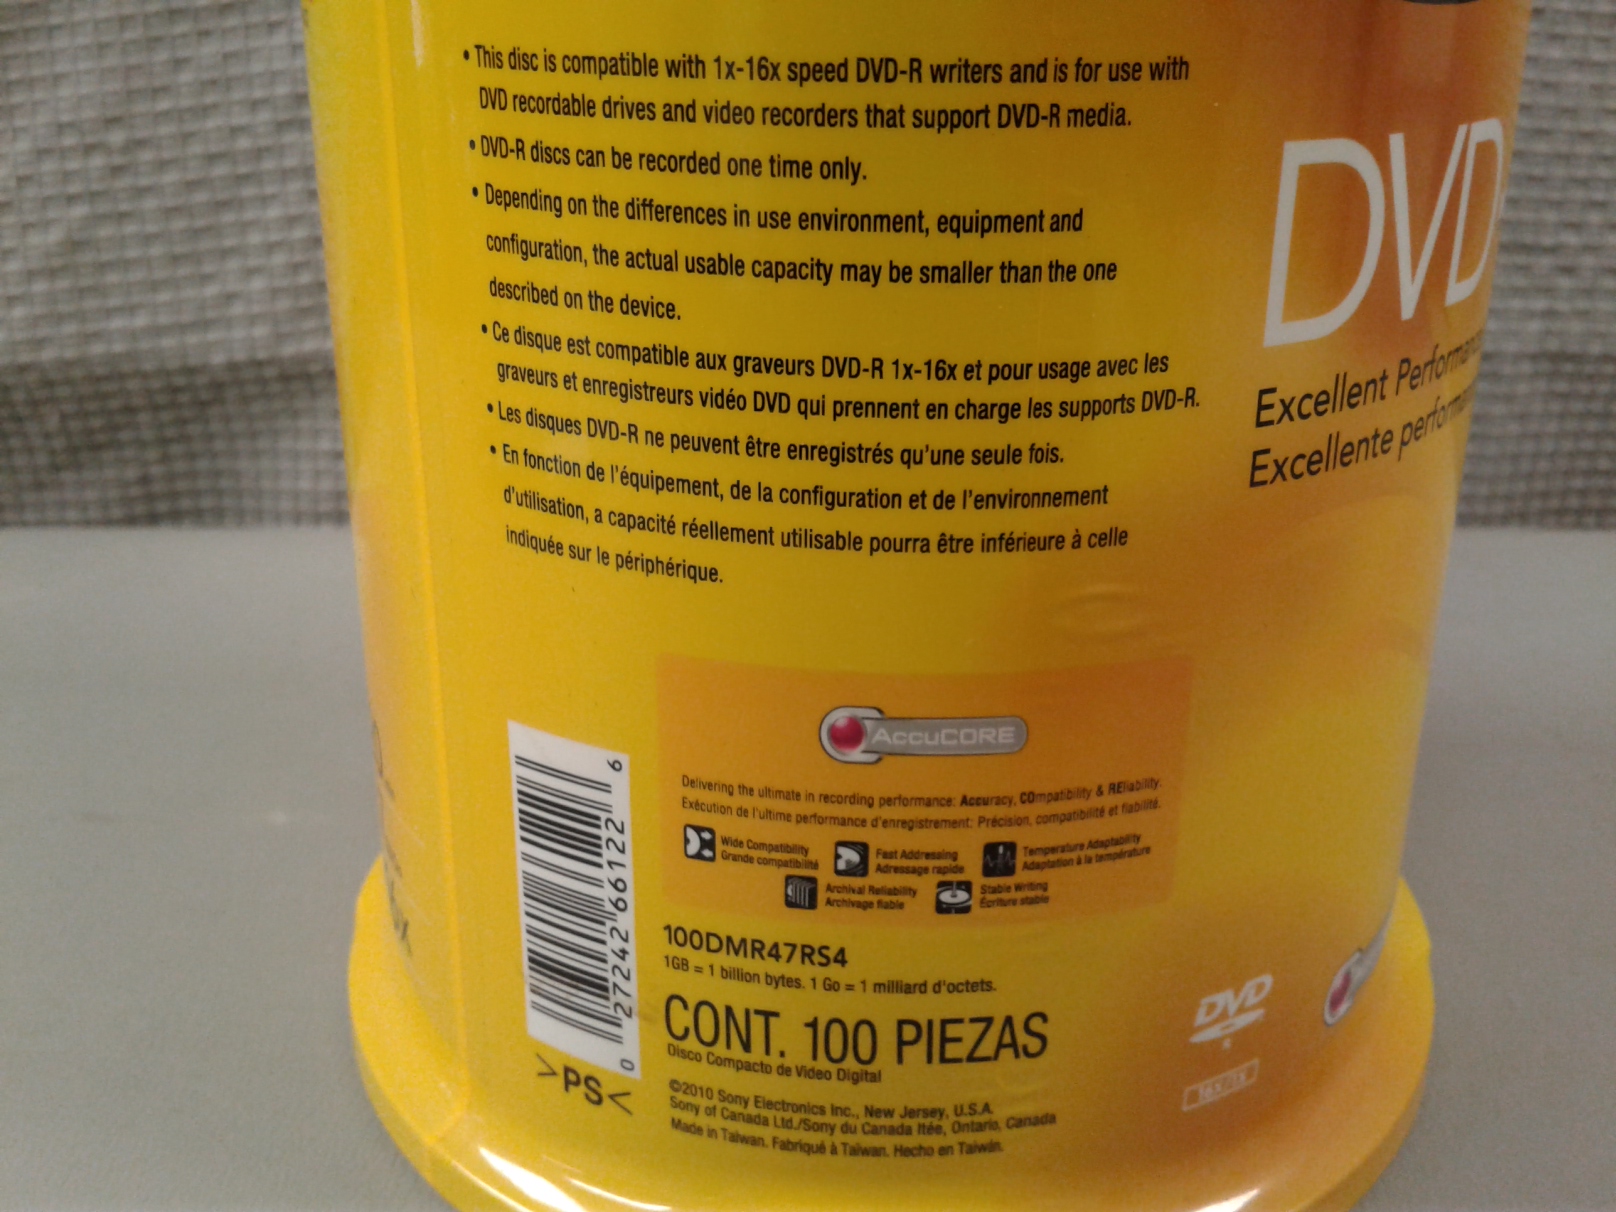 • This disc is compatible with 1x-16x speed DVD-R writers and is for use with
DVD recordable drives and video recorders that support DVD-R media.
• DVD-R discs can be recorded one time only.
• Depending on the differences in use environment, equipment and
configuration, the actual usable capacity may be smaller than the one
described on the device.
• Ce disque est compatible aux graveurs DVD-R 1x-16x et pour usage avec les
graveurs et enregistreurs vidéo DVD qui prennent en charge les supports DVD-R.
• Les disques DVD-R ne peuvent être enregistrés qu'une seule fois.
• En fonction de l'équipement, de la configuration et de l'environnement
d'utilisation, a capacité réellement utilisable pourra être inférieure à celle
indiquée sur le périphérique.
DVD-
Excellent
Excellente
AccuCORE
Delivering the ultimate in recording performance: Accuracy, COmpatibility & REliability.
Exécution de l'ultime performance d'enregistrement: Précision, compatibilité et fiabilité.
Wide Compatibility
Grande compatibilité
Fast Addressing
Adressage rapide
Temperature Adaptability
Adaptation à la température
Archival Reliability
Archivage fiable
Stable Writing
Écriture stable
0 27242 66122 6
>PS<
100DMR47RS4
1GB = 1 billion bytes. 1 Go = 1 milliard d'octets.
CONT. 100 PIEZAS
Disco Compacto de Video Digital
©2010 Sony Electronics Inc., New Jersey, U.S.A.
Sony of Canada Ltd./Sony du Canada ltée, Ontario, Canada
Made in Taiwan. Fabriqué à Taïwan. Hecho en Taiwán.
DVD
R